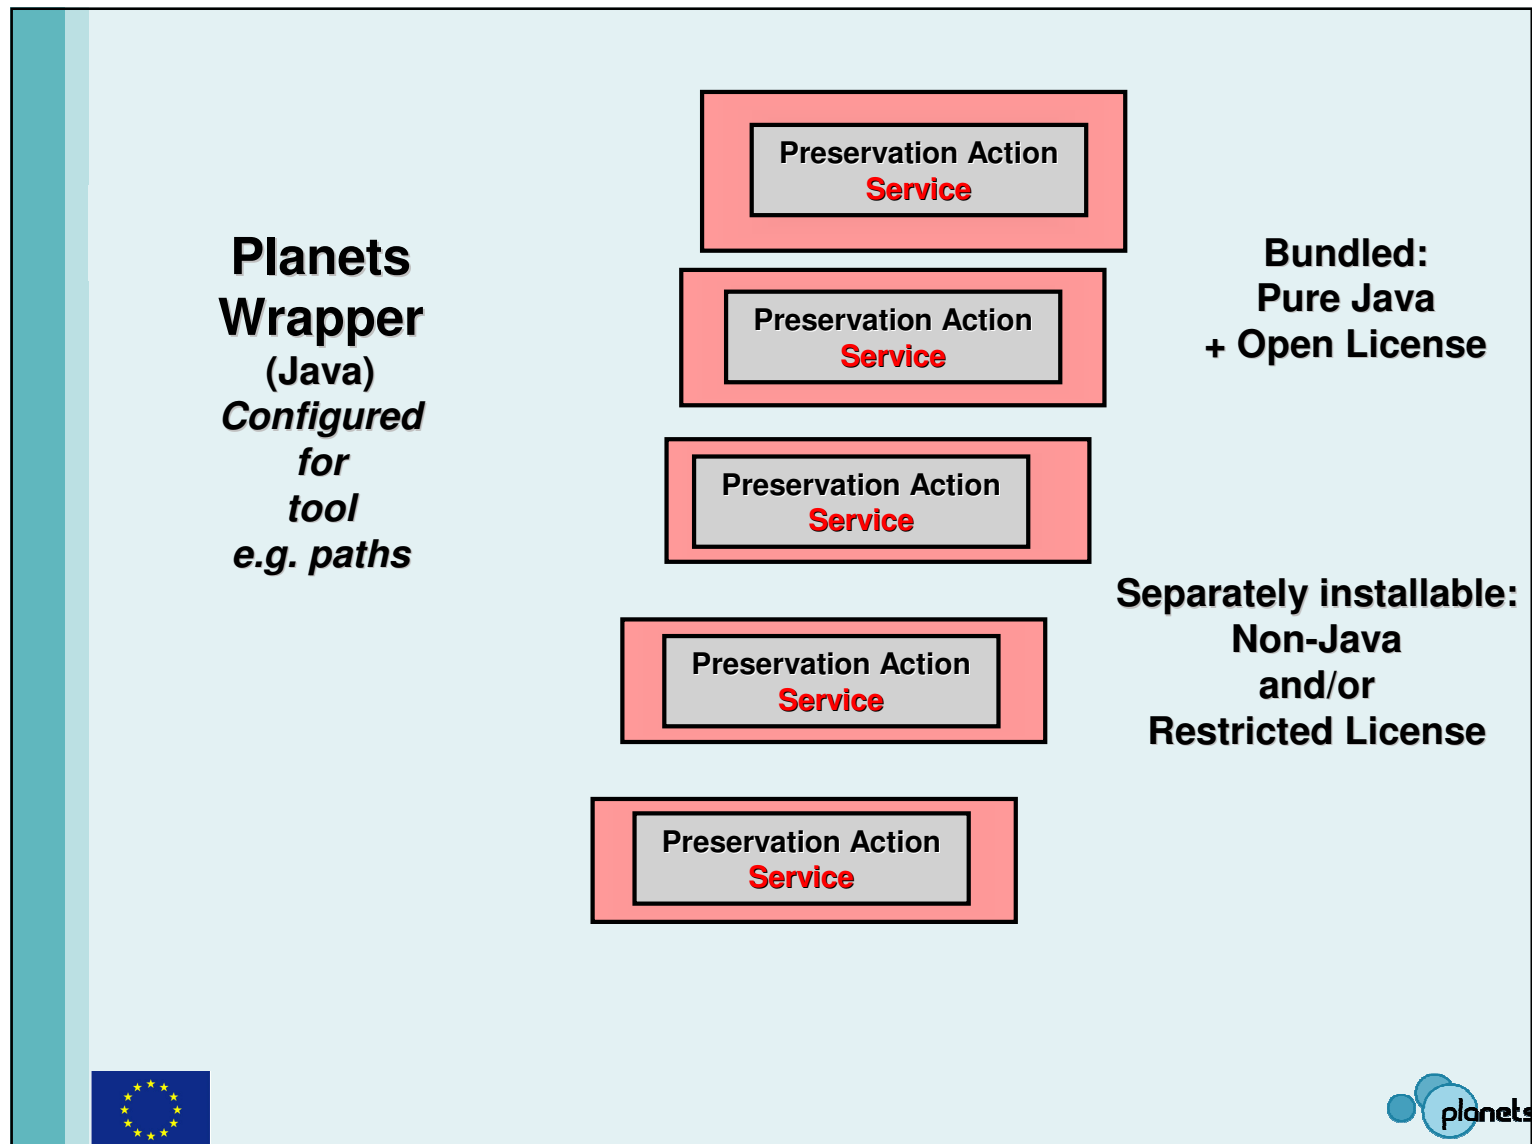 Planets
Wrapper
(Java)
Configured
for
tool
e.g. paths
Preservation Action
Service
Preservation Action
Service
Preservation Action
Service
Preservation Action
Service
Preservation Action
Service
Bundled:
Pure Java
+ Open License
Separately installable:
Non-Java
and/or
Restricted License
planets